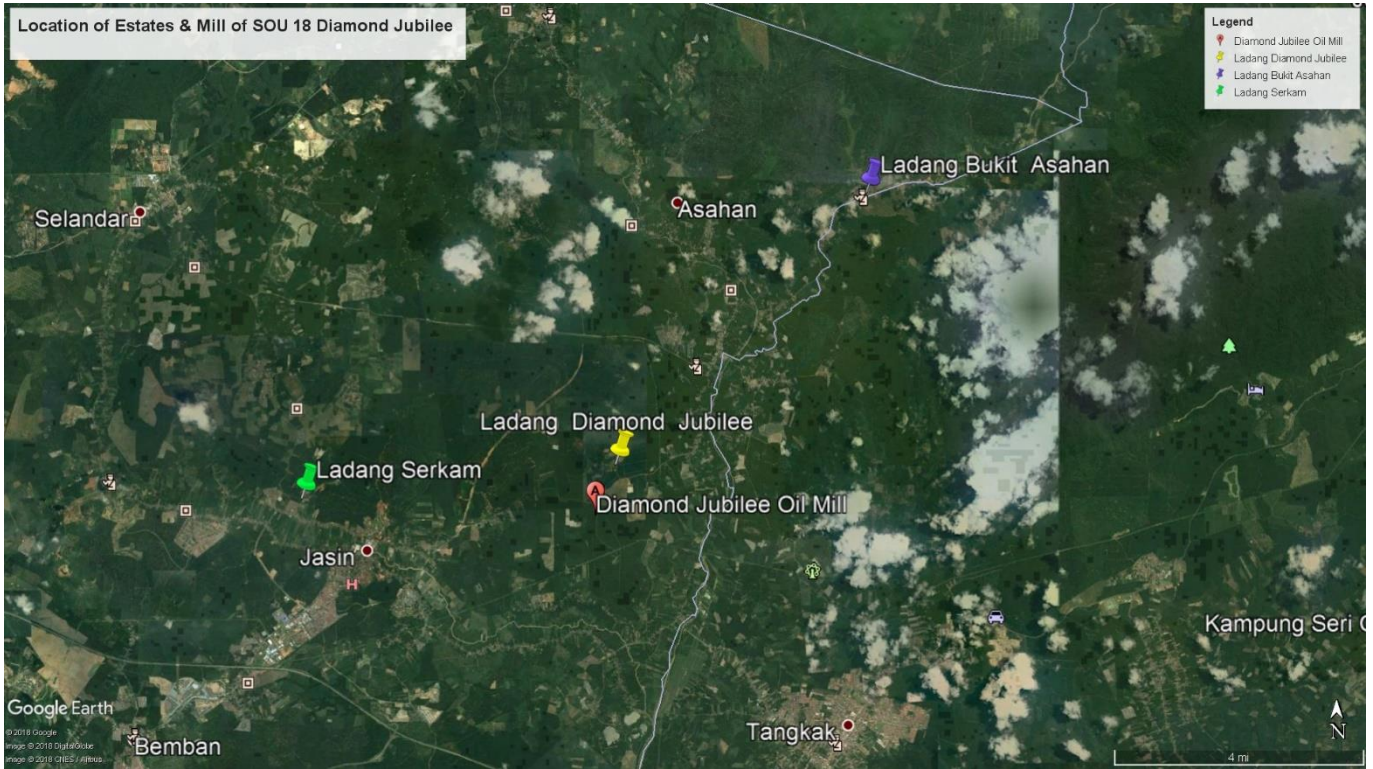 Location of Estates & Mill of SOU 18 Diamond Jubilee
Legend
Diamond Jubilee Oil Mill
Ladang Diamond Jubilee
Ladang Bukit Asahan
Ladang Serkam
Ladang Bukit Asahan
Selandar
Asahan
Ladang Diamond Jubilee
Ladang Serkam
A
Diamond Jubilee Oil Mill
Jasin
H
Kampung Seri
Google Earth
© 2018 Google
Image © 2018 DigitalGlobe
Image © 2018 CNES / Airbus
Bemban
Tangkak
N
4 mi